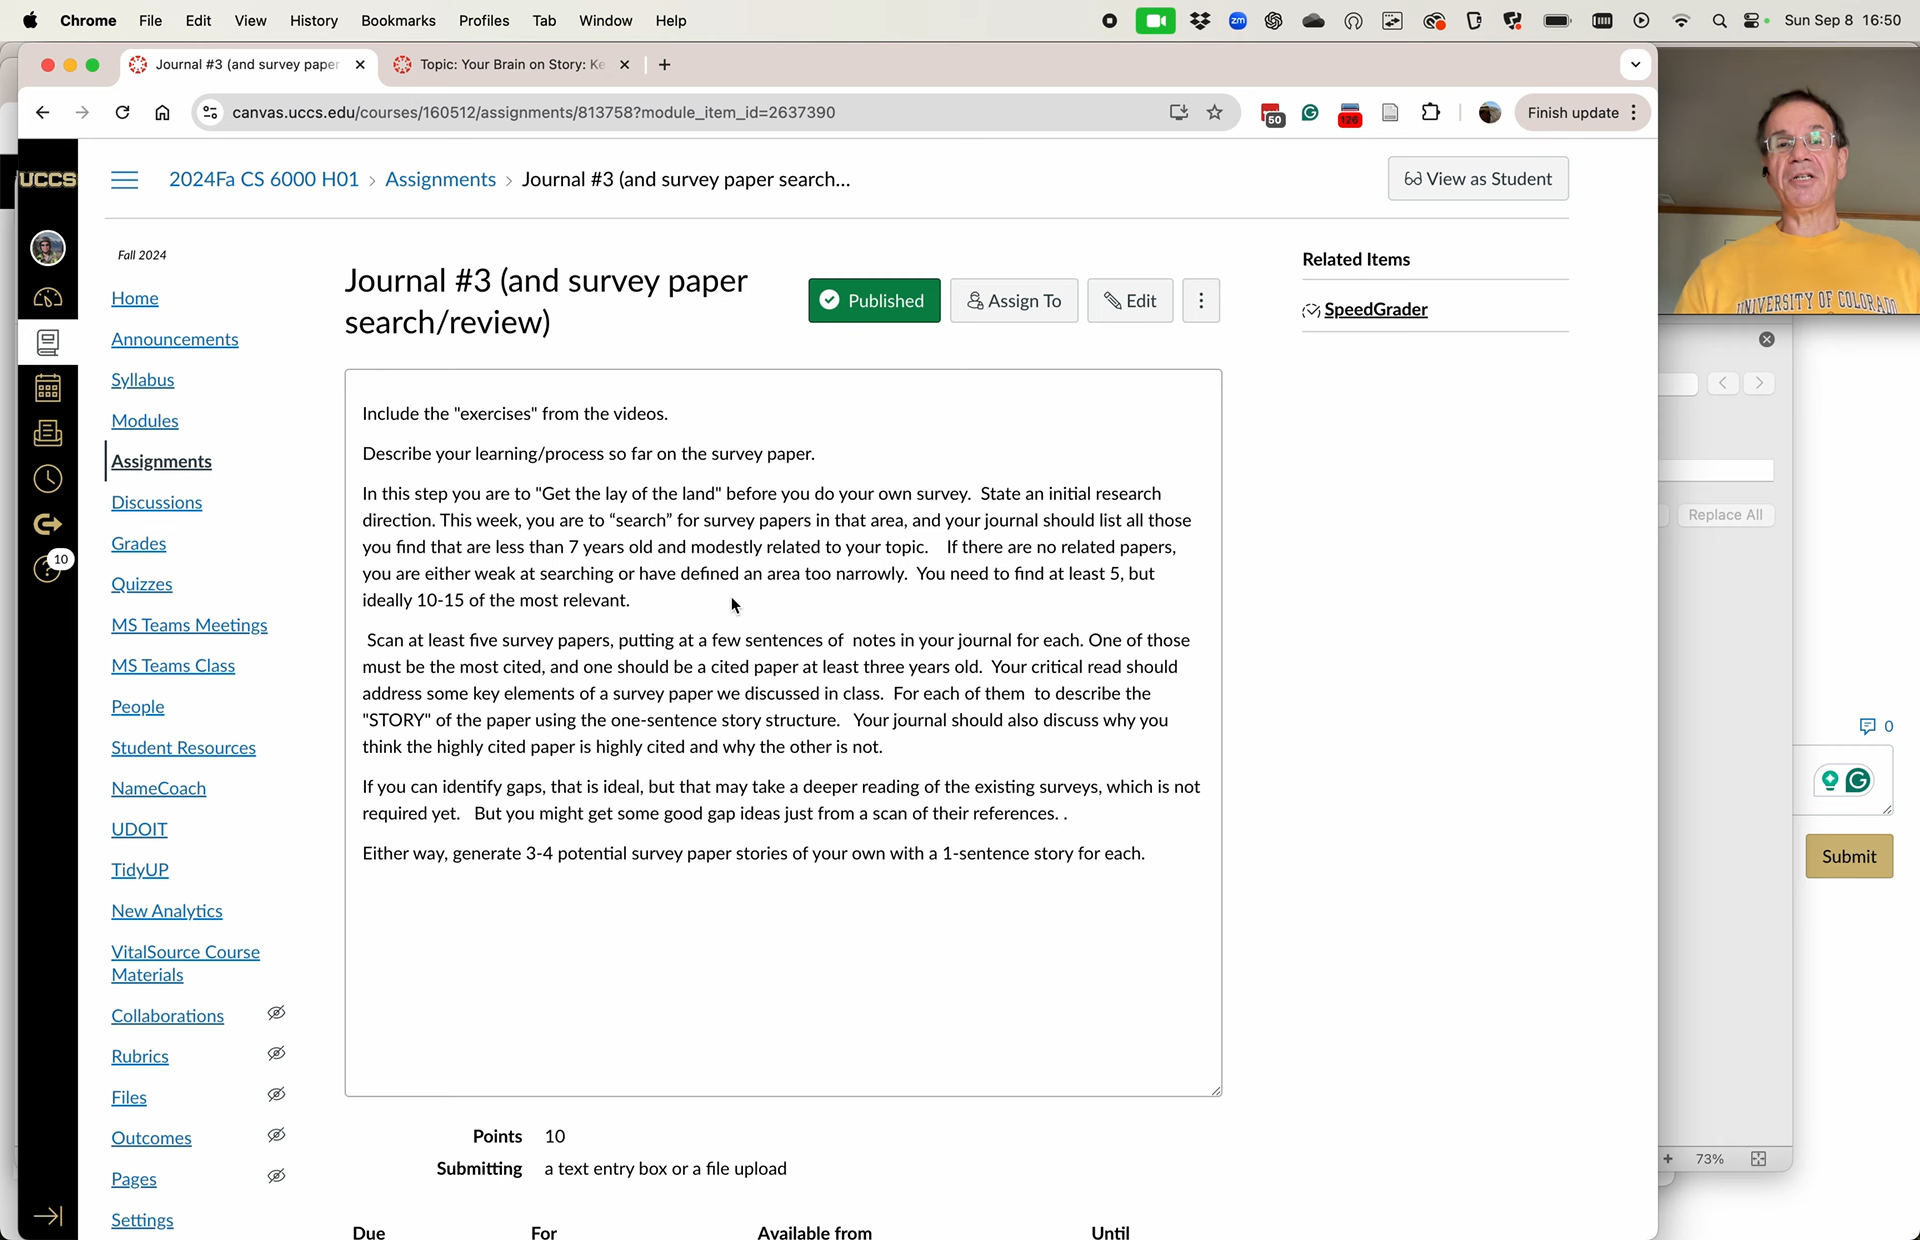 Chrome File Edit View History Bookmarks Profiles Tab Window Help
zm
Sun Sep 8 16:50
Journal #3 (and survey paper
Topic: Your Brain on Story: Ke
canvas.uccs.edu/courses/160512/assignments/813758?module_item_id=2637390
50
126
Finish update
UCCS
2024Fa CS 6000 H01 › Assignments › Journal #3 (and survey paper search...
View as Student
UNIVERSITY OF COLORADO
Fall 2024
Home
Announcements
Syllabus
Modules
Assignments
Discussions
Grades
Quizzes
MS Teams Meetings
MS Teams Class
People
Student Resources
NameCoach
UDOIT
TidyUP
New Analytics
VitalSource Course
Materials
Collaborations
Rubrics
Files
Outcomes
Pages
Settings
10
Journal #3 (and survey paper
search/review)
Published
Assign To
Edit
Related Items
SpeedGrader
Include the "exercises" from the videos.
Describe your learning/process so far on the survey paper.
In this step you are to "Get the lay of the land" before you do your own survey. State an initial research
direction. This week, you are to “search” for survey papers in that area, and your journal should list all those
you find that are less than 7 years old and modestly related to your topic. If there are no related papers,
you are either weak at searching or have defined an area too narrowly. You need to find at least 5, but
ideally 10-15 of the most relevant.
Scan at least five survey papers, putting at a few sentences of notes in your journal for each. One of those
must be the most cited, and one should be a cited paper at least three years old. Your critical read should
address some key elements of a survey paper we discussed in class. For each of them to describe the
"STORY" of the paper using the one-sentence story structure. Your journal should also discuss why you
think the highly cited paper is highly cited and why the other is not.
If you can identify gaps, that is ideal, but that may take a deeper reading of the existing surveys, which is not
required yet. But you might get some good gap ideas just from a scan of their references. .
Either way, generate 3-4 potential survey paper stories of your own with a 1-sentence story for each.
Points 10
Submitting a text entry box or a file upload
Due For Available from Until
Replace All
0
Submit
73%